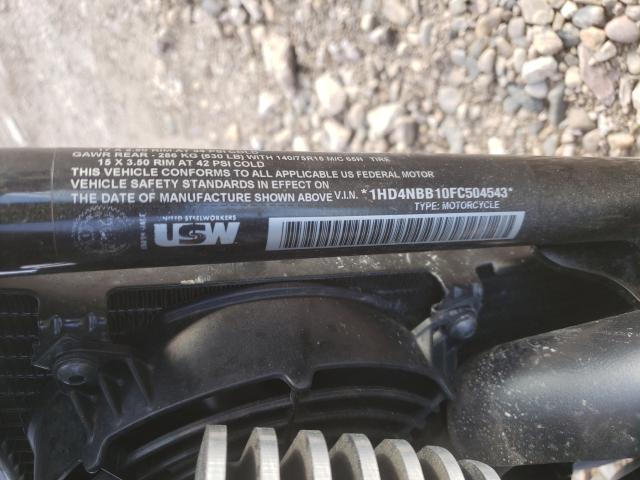 GAWR REAR - 286 KG (630 LB) WITH 140/75R15 M/C 65H TIRE
15 X 3.50 RIM AT 42 PSI COLD
THIS VEHICLE CONFORMS TO ALL APPLICABLE US FEDERAL MOTOR
VEHICLE SAFETY STANDARDS IN EFFECT ON
THE DATE OF MANUFACTURE SHOWN ABOVE V.I.N. *1HD4NBB10FC504543*
TYPE: MOTORCYCLE
UNITED STEELWORKERS
USW